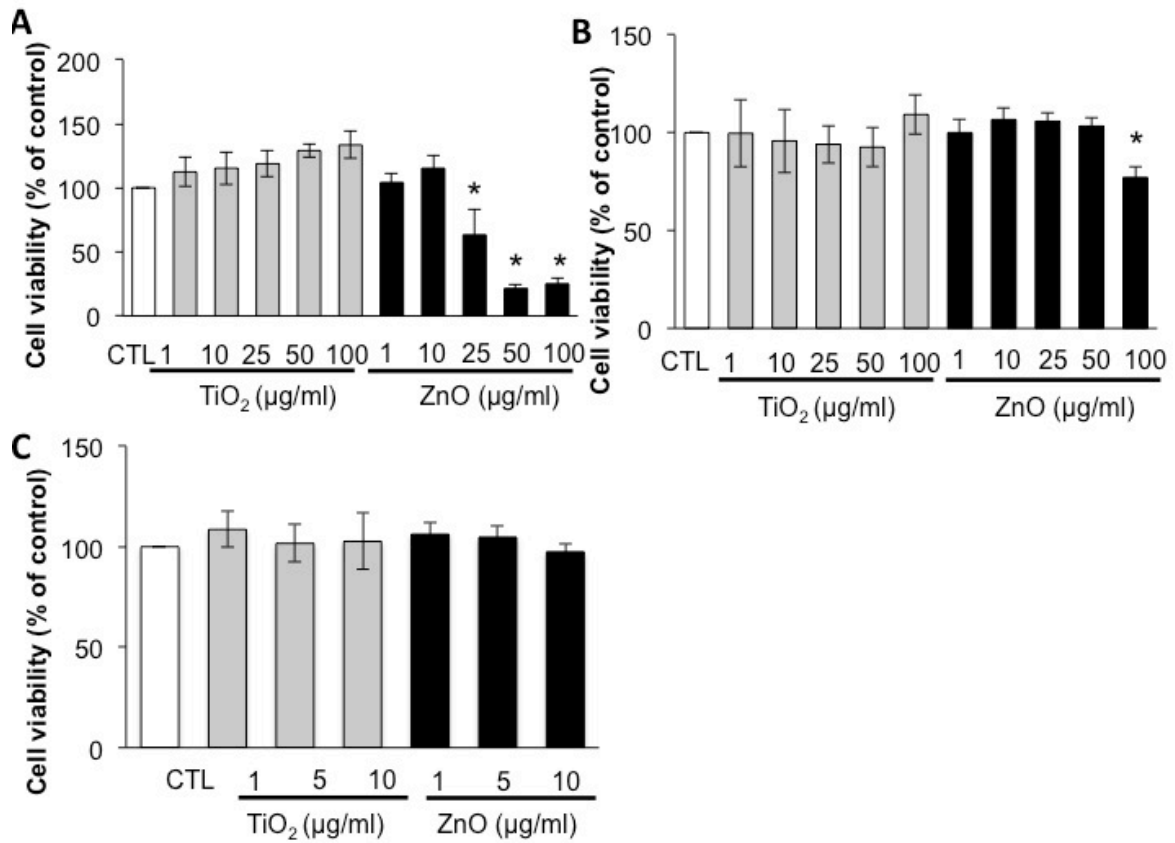 A
Cell viability (% of control)
200
150
100
50
0
*
*
*
CTL 1 10 25 50 100 1 10 25 50 100
TiO₂ (µg/ml) ZnO (µg/ml)
B
Cell viability (% of control)
150
100
50
0
*
CTL 1 10 25 50 100 1 10 25 50 100
TiO₂ (µg/ml) ZnO (µg/ml)
C
Cell viability (% of control)
150
100
50
0
CTL 1 5 10 1 5 10
TiO₂ (µg/ml) ZnO (µg/ml)